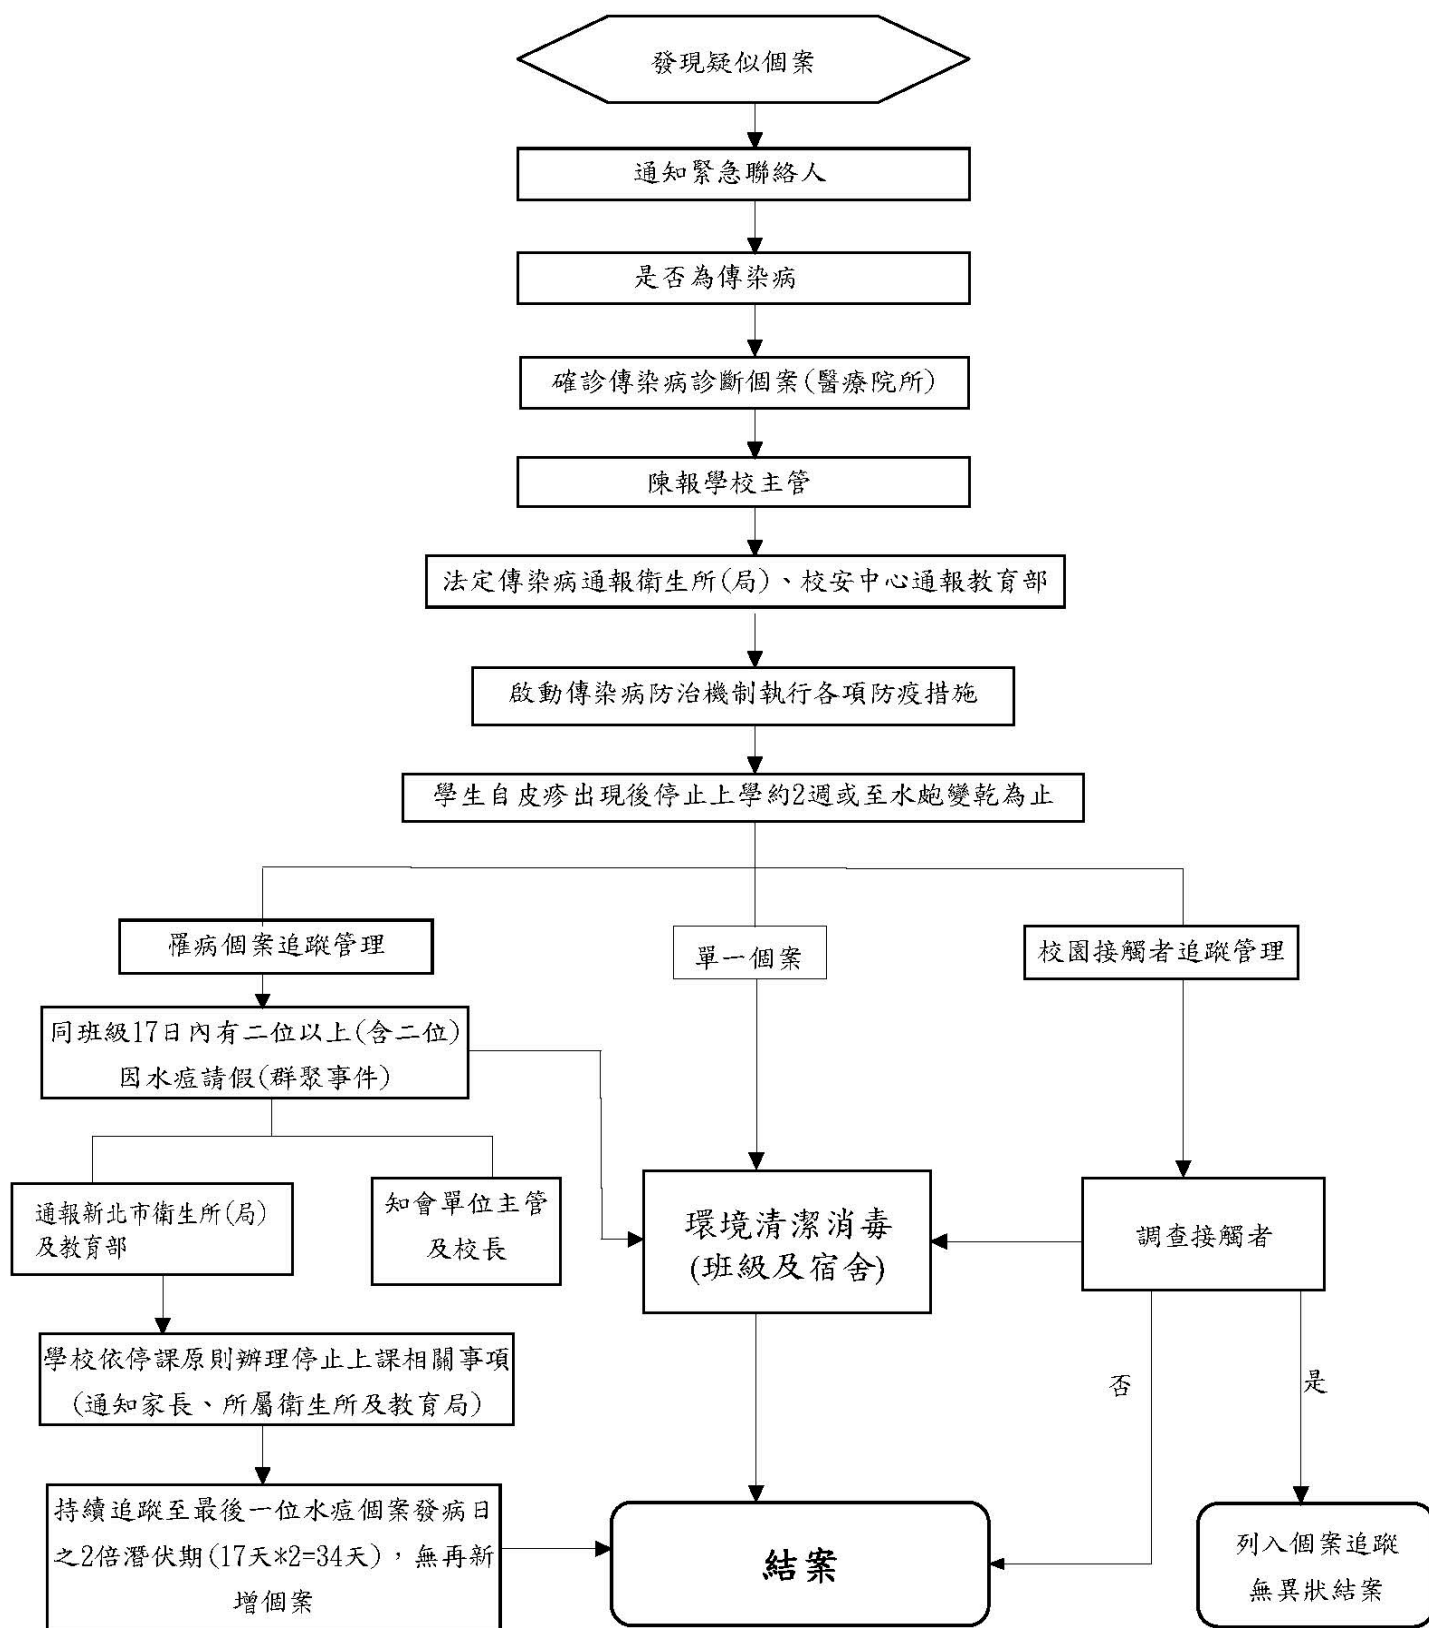 發現疑似個案
通知緊急聯絡人
是否為傳染病
確診傳染病診斷個案(醫療院所)
陳報學校主管
法定傳染病通報衛生所(局)、校安中心通報教育部
啟動傳染病防治機制執行各項防疫措施
學生自皮疹出現後停止上學約2週或至水皰變乾為止
罹病個案追蹤管理
單一個案
校園接觸者追蹤管理
同班級17日內有二位以上(含二位)
因水痘請假(群聚事件)
通報新北市衛生所(局)
及教育部
知會單位主管
及校長
環境清潔消毒
(班級及宿舍)
調查接觸者
學校依停課原則辦理停止上課相關事項
(通知家長、所屬衛生所及教育局)
否
是
持續追蹤至最後一位水痘個案發病日
之2倍潛伏期(17天*2=34天)，無再新
增個案
結案
列入個案追蹤
無異狀結案